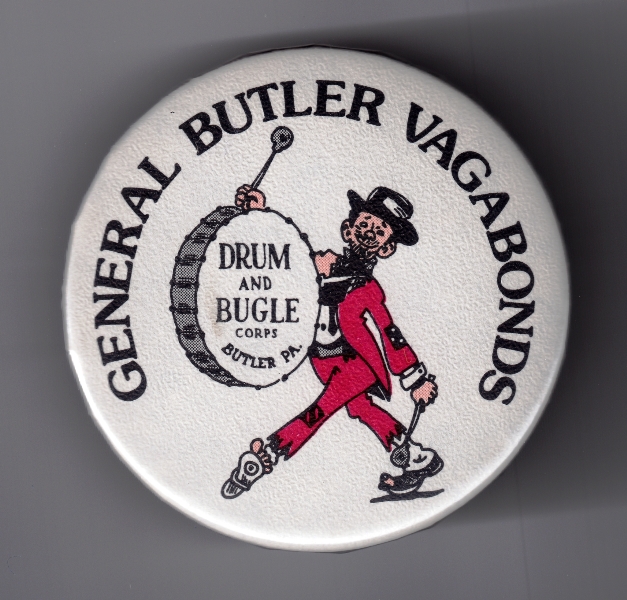 GENERAL BUTLER VAGABONDS
DRUM
AND
BUGLE
CORPS
BUTLER PA.